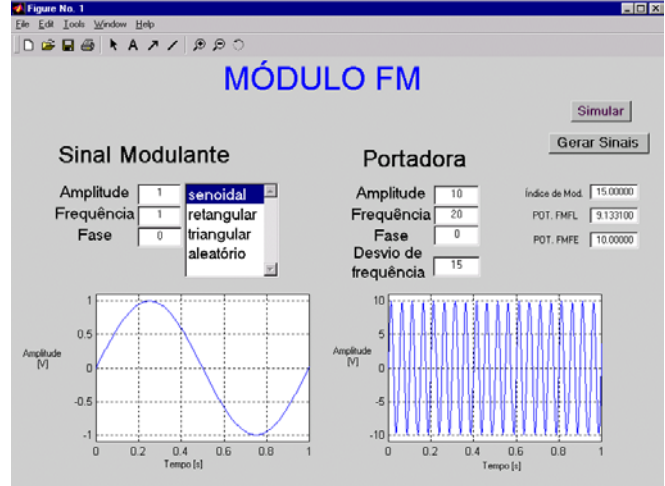 Figure No. 1
File Edit Tools Window Help
MÓDULO FM
Simular
Gerar Sinais
Sinal Modulante
Amplitude 1
Frequência 1
Fase 0
senoidal
retangular
triangular
aleatório
Portadora
Amplitude 10
Frequência 20
Fase 0
Desvio de
frequência 15
Índice de Mod. 15.00000
POT. FMFL 9.133100
POT. FMFE 10.00000
1
0.5
0
-0.5
-1
Amplitude
[V]
0 0.2 0.4 0.6 0.8 1
Tempo [s]
10
5
0
-5
-10
Amplitude
[V]
0 0.2 0.4 0.6 0.8 1
Tempo [s]